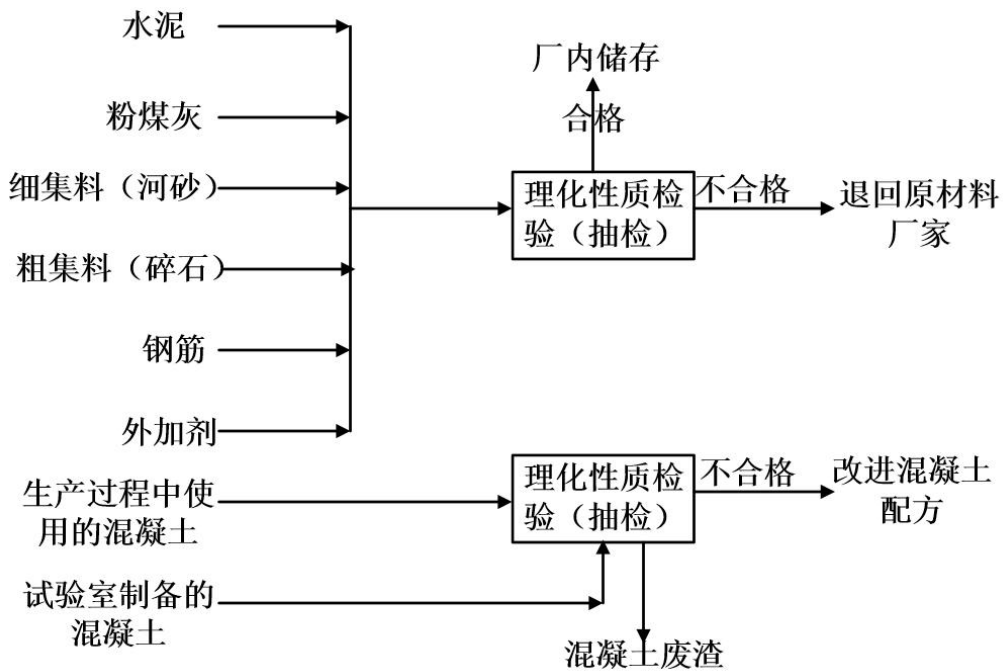 水泥
厂内储存
粉煤灰
合格
细集料（河砂）
理化性质检
验（抽检）
不合格
退回原材料
厂家
粗集料（碎石）
钢筋
外加剂
生产过程中使
用的混凝土
理化性质检
验（抽检）
不合格
改进混凝土
配方
试验室制备的
混凝土
混凝土废渣